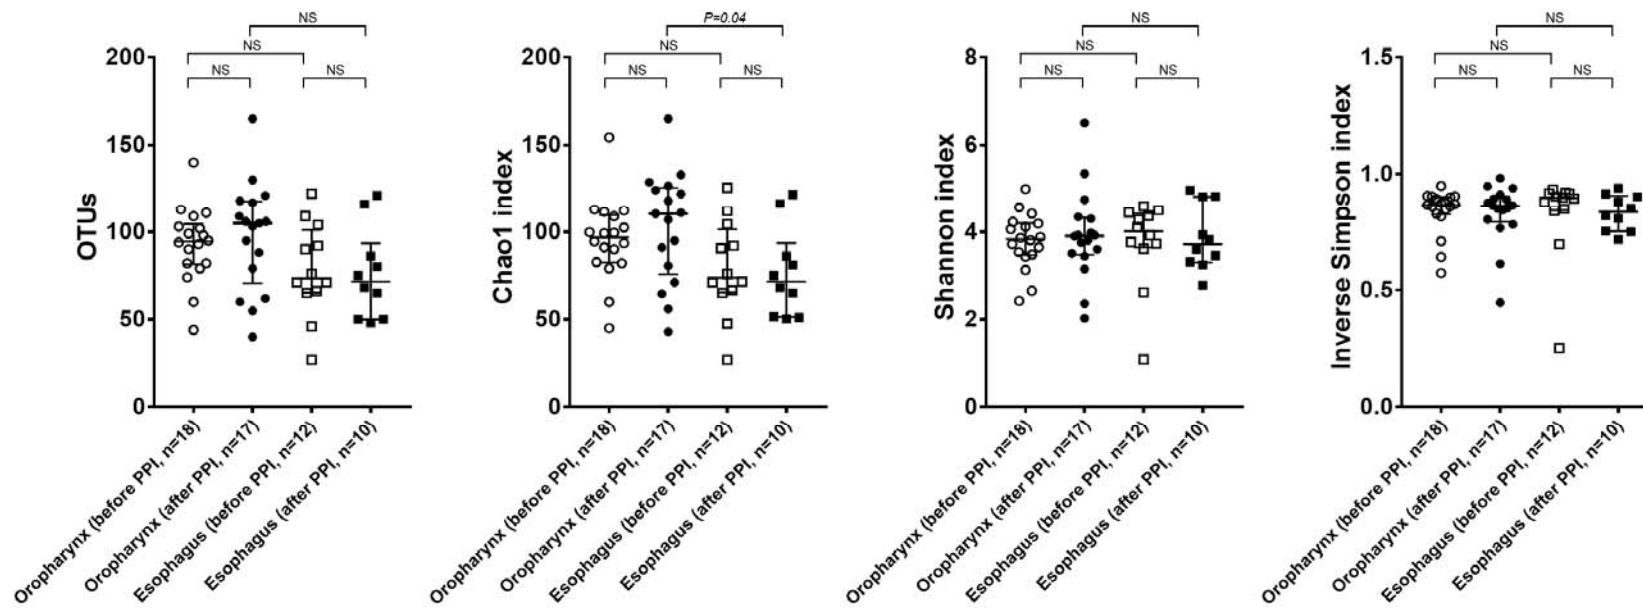 NS
NS
NS
NS
OTUs
200
150
100
50
0
Oropharynx (before PPI, n=18)
Oropharynx (after PPI, n=17)
Esophagus (before PPI, n=12)
Esophagus (after PPI, n=10)
P=0.04
NS
NS
NS
Chao1 index
200
150
100
50
0
Oropharynx (before PPI, n=18)
Oropharynx (after PPI, n=17)
Esophagus (before PPI, n=12)
Esophagus (after PPI, n=10)
NS
NS
NS
NS
Shannon index
8
6
4
2
0
Oropharynx (before PPI, n=18)
Oropharynx (after PPI, n=17)
Esophagus (before PPI, n=12)
Esophagus (after PPI, n=10)
NS
NS
NS
NS
Inverse Simpson index
1.5
1.0
0.5
0.0
Oropharynx (before PPI, n=18)
Oropharynx (after PPI, n=17)
Esophagus (before PPI, n=12)
Esophagus (after PPI, n=10)